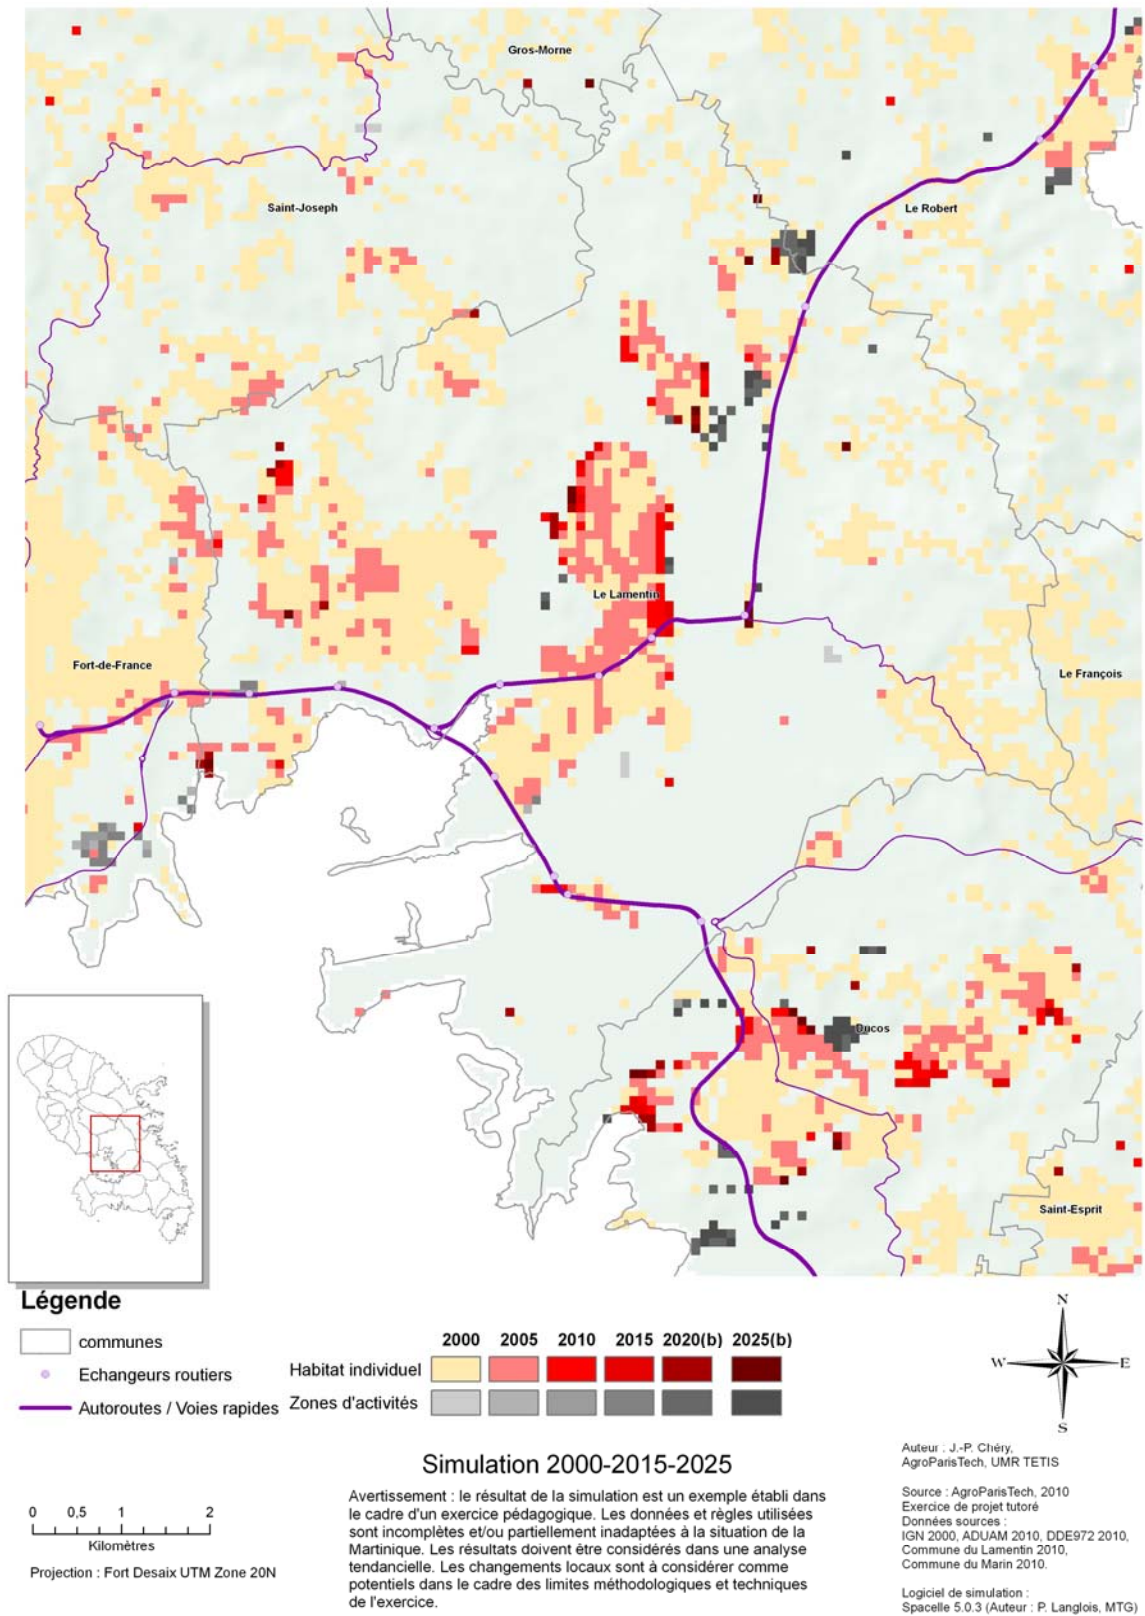 Gros-Morne
Saint-Joseph
Le Robert
Le Lamentin
Fort-de-France
Le François
Ducos
Saint-Esprit
Légende
communes
Echangeurs routiers
Autoroutes / Voies rapides
2000 2005 2010 2015 2020(b) 2025(b)
Habitat individuel
Zones d'activités
N
W E
S
Simulation 2000-2015-2025
Avertissement : le résultat de la simulation est un exemple établi dans
le cadre d'un exercice pédagogique. Les données et règles utilisées
sont incomplètes et/ou partiellement inadaptées à la situation de la
Martinique. Les résultats doivent être considérés dans une analyse
tendancielle. Les changements locaux sont à considérer comme
potentiels dans le cadre des limites méthodologiques et techniques
de l'exercice.
0 0,5 1 2
Kilomètres
Projection : Fort Desaix UTM Zone 20N
Auteur : J.-P. Chéry,
AgroParisTech, UMR TETIS
Source : AgroParisTech, 2010
Exercice de projet tutoré
Données sources :
IGN 2000, ADUAM 2010, DDE972 2010,
Commune du Lamentin 2010,
Commune du Marin 2010.
Logiciel de simulation :
Spacelle 5.0.3 (Auteur : P. Langlois, MTG)